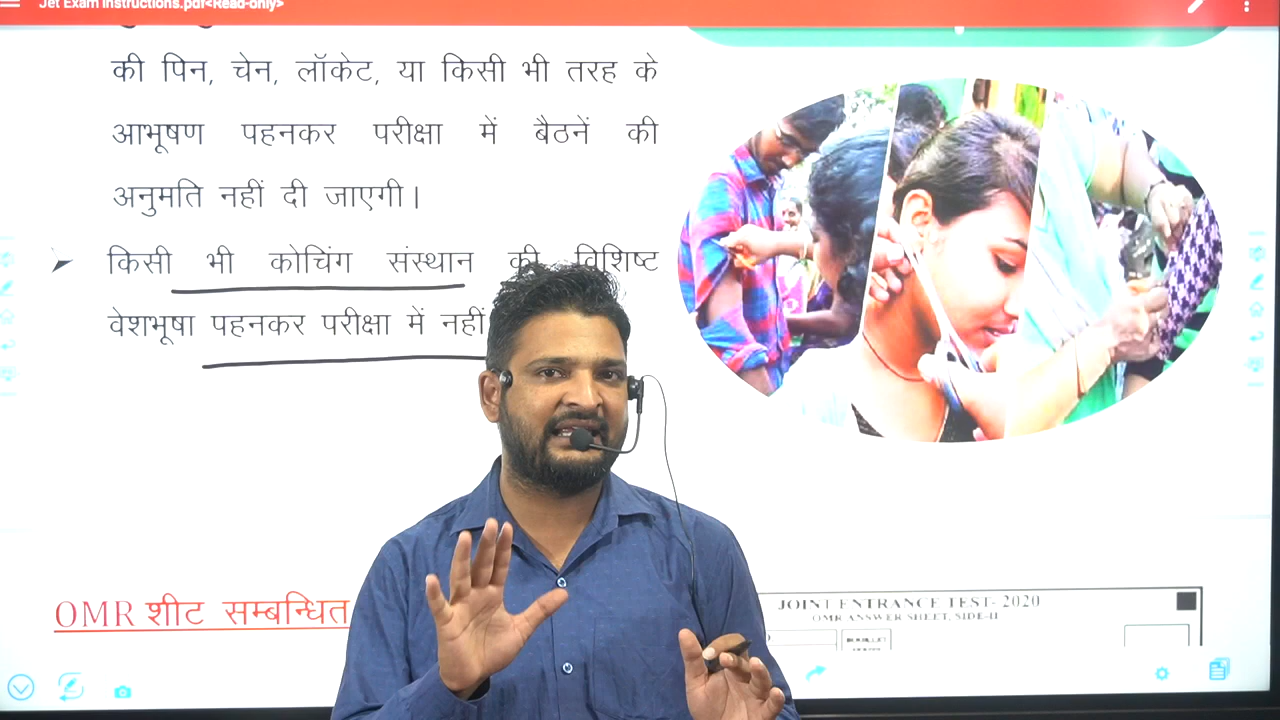 Jet Exam Instructions.pdf<Read-only>
की पिन, चेन, लॉकेट, या किसी भी तरह के
आभूषण पहनकर परीक्षा में बैठनें की
अनुमति नहीं दी जाएगी।
किसी भी कोचिंग संस्थान की विशिष्ट
वेशभूषा पहनकर परीक्षा में नहीं
OMR शीट सम्बन्धित
JOINT ENTRANCE TEST- 2020
OMR ANSWER SHEET, SIDE-II
BOOKLET